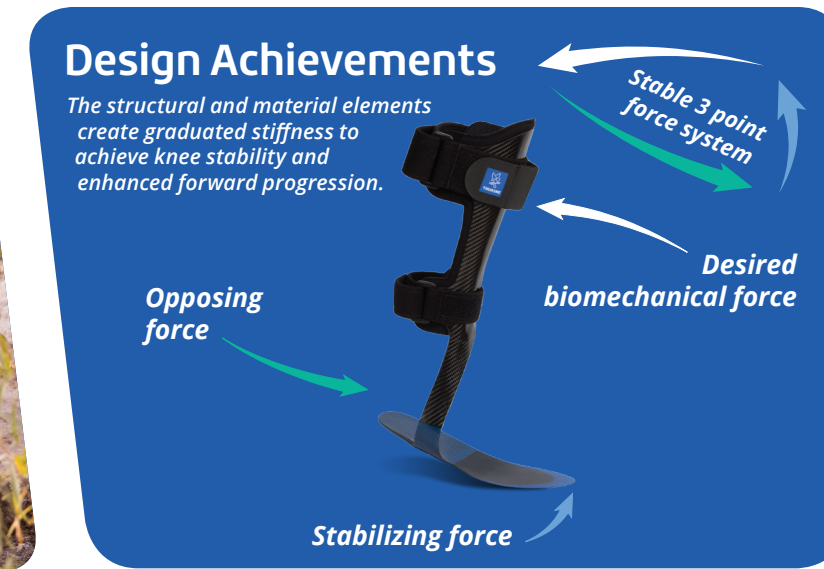 Design Achievements
The structural and material elements
create graduated stiffness to
achieve knee stability and
enhanced forward progression.
Stable 3 point
force system
Desired
biomechanical force
Opposing
force
Stabilizing force